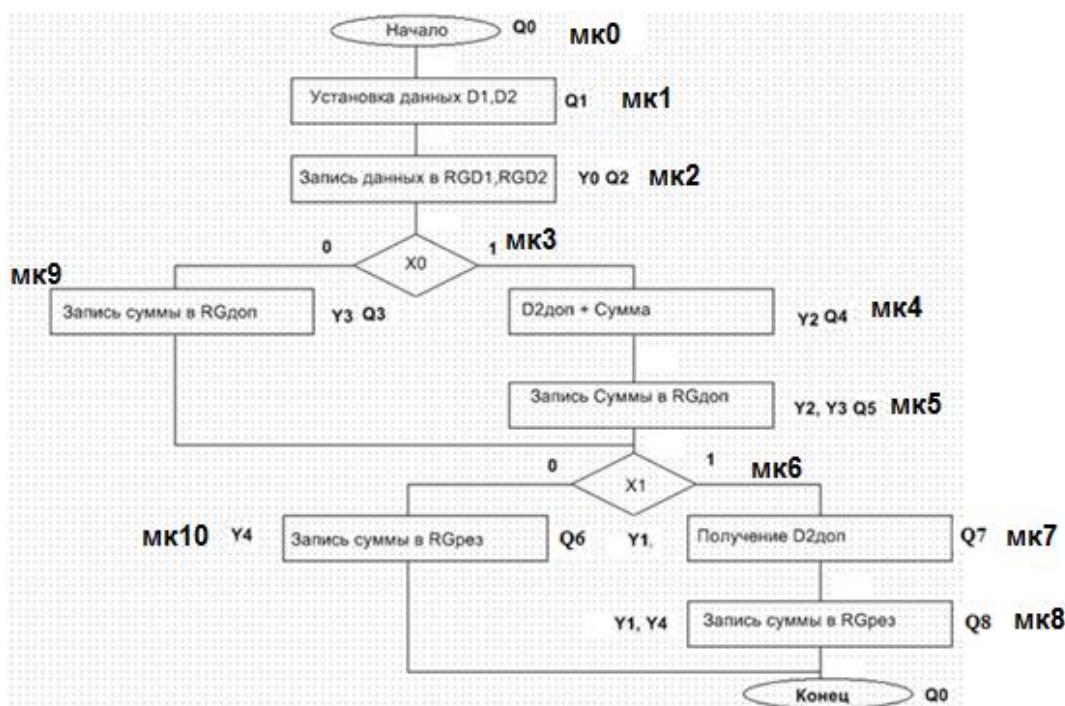 Начало Q0 мк0
Установка данных D1,D2 Q1 мк1
Запись данных в RGD1,RGD2 Y0 Q2 мк2
0 X0 1 мк3
мк9 Запись суммы в RGдоп Y3 Q3
D2доп + Сумма Y2 Q4 мк4
Запись Суммы в RGдоп Y2, Y3 Q5 мк5
0 X1 1 мк6
мк10 Y4 Запись суммы в RGрез Q6
Y1, Получение D2доп Q7 мк7
Y1, Y4 Запись суммы в RGрез Q8 мк8
Конец Q0